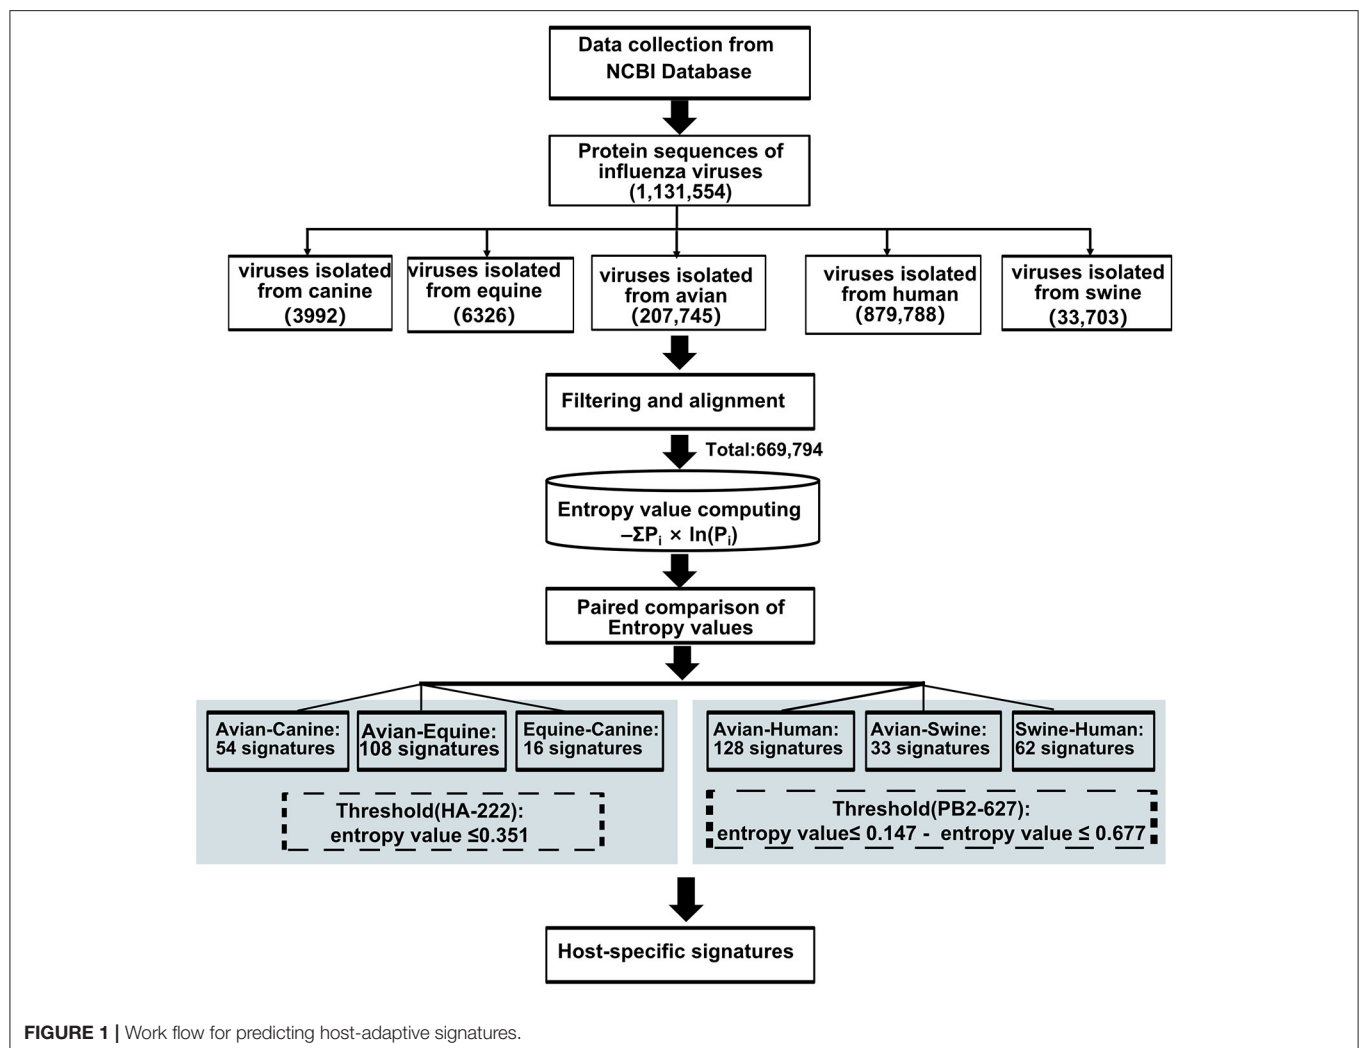 Data collection from
NCBI Database
Protein sequences of
influenza viruses
(1,131,554)
viruses isolated
from canine
(3992)
viruses isolated
from equine
(6326)
viruses isolated
from avian
(207,745)
viruses isolated
from human
(879,788)
viruses isolated
from swine
(33,703)
Filtering and alignment
Total:669,794
Entropy value computing
–ΣPᵢ × ln(Pᵢ)
Paired comparison of
Entropy values
Avian-Canine:
54 signatures
Avian-Equine:
108 signatures
Equine-Canine:
16 signatures
Avian-Human:
128 signatures
Avian-Swine:
33 signatures
Swine-Human:
62 signatures
Threshold(HA-222):
entropy value ≤0.351
Threshold(PB2-627):
entropy value≤ 0.147 - entropy value ≤ 0.677
Host-specific signatures
FIGURE 1 | Work flow for predicting host-adaptive signatures.